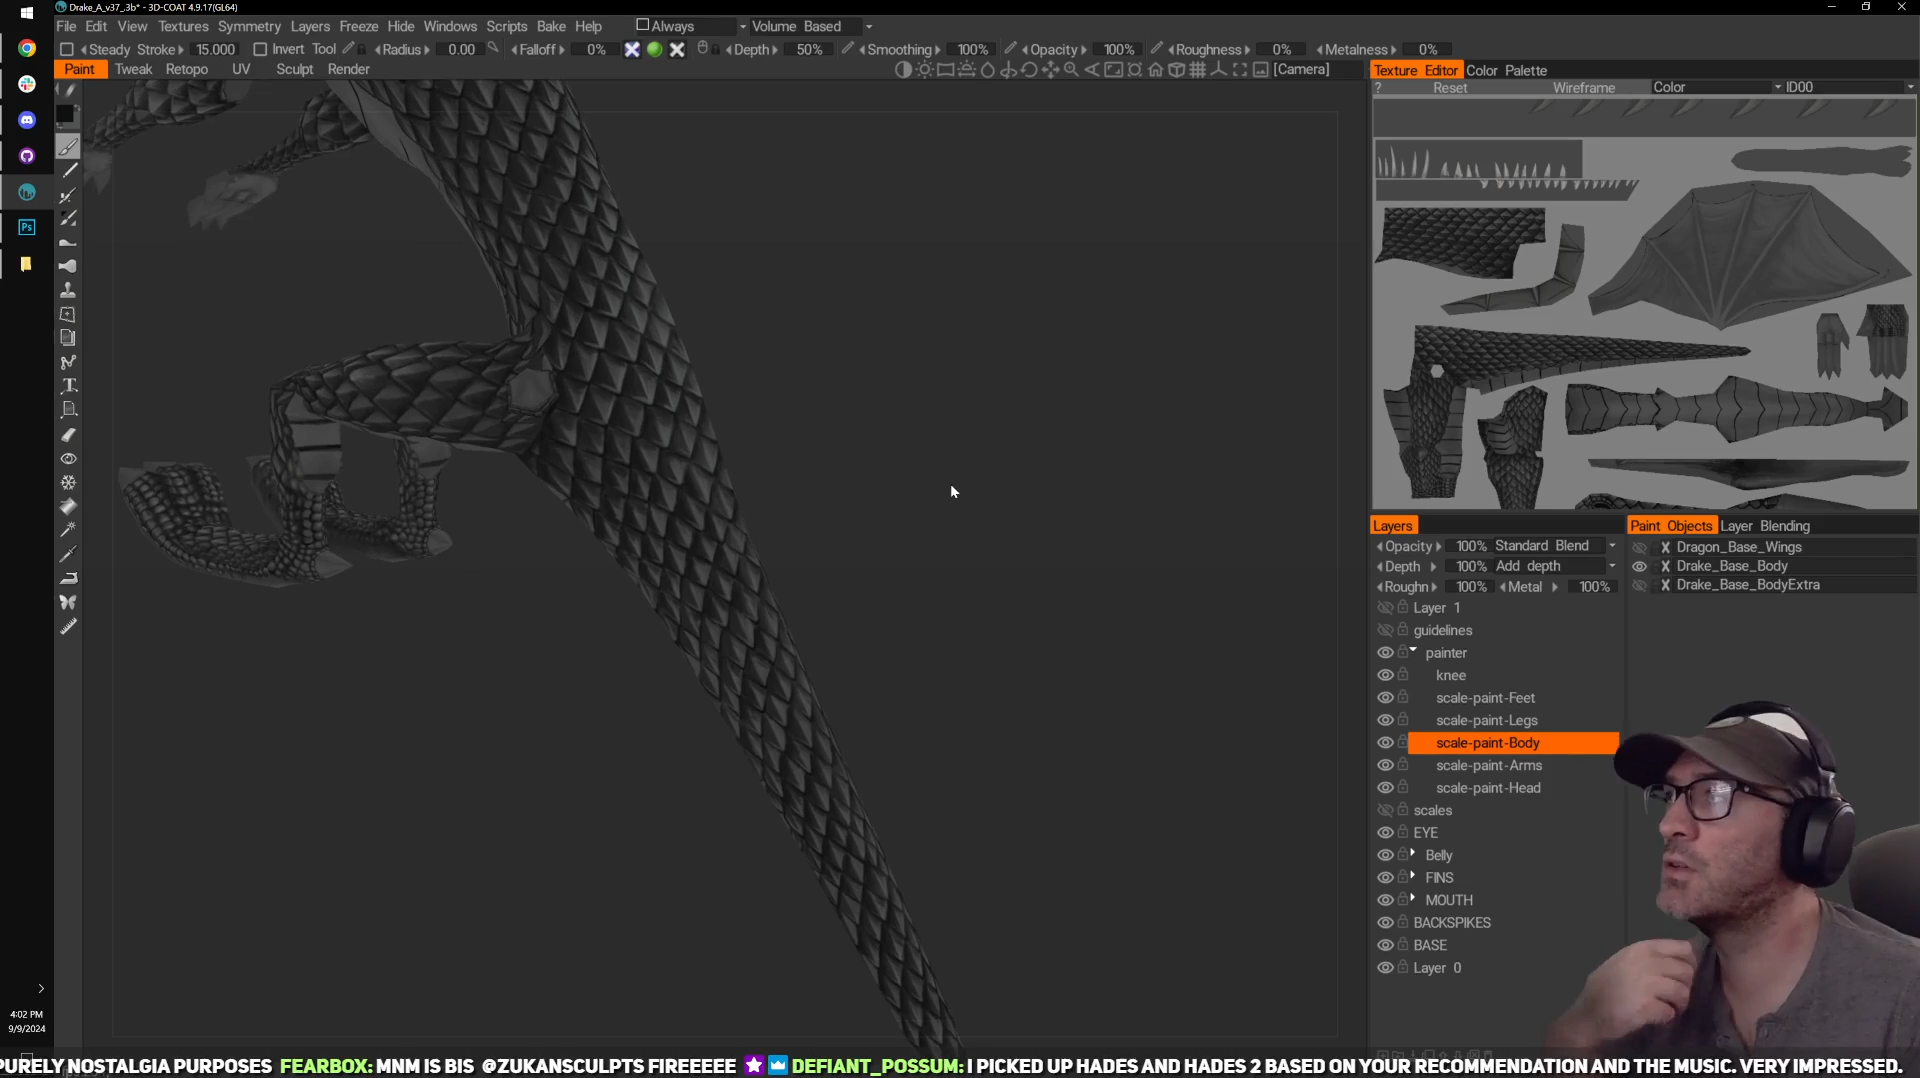 Drake_A_v37_.3b* - 3D-COAT 4.9.17(GL64)
File Edit View Textures Symmetry Layers Freeze Hide Windows Scripts Bake Help Always Volume Based
Steady Stroke 15.000 Invert Tool Radius 0.00 Falloff 0% Depth 50% Smoothing 100% Opacity 100% Roughness 0% Metalness 0%
Paint Tweak Retopo UV Sculpt Render [Camera]
Texture Editor Color Palette
? Reset Wireframe Color ID00
Layers
Opacity 100% Standard Blend
Depth 100% Add depth
Roughn 100% Metal 100%
Layer 1
guidelines
painter
knee
scale-paint-Feet
scale-paint-Legs
scale-paint-Body
scale-paint-Arms
scale-paint-Head
scales
EYE
Belly
FINS
MOUTH
BACKSPIKES
BASE
Layer 0
Paint Objects Layer Blending
Dragon_Base_Wings
Drake_Base_Body
Drake_Base_BodyExtra
Ps
4:02 PM
9/9/2024
PURELY NOSTALGIA PURPOSES FEARBOX: MNM IS BIS @ZUKANSCULPTS FIREEEEE DEFIANT_POSSUM: I PICKED UP HADES AND HADES 2 BASED ON YOUR RECOMMENDATION AND THE MUSIC. VERY IMPRESSED.